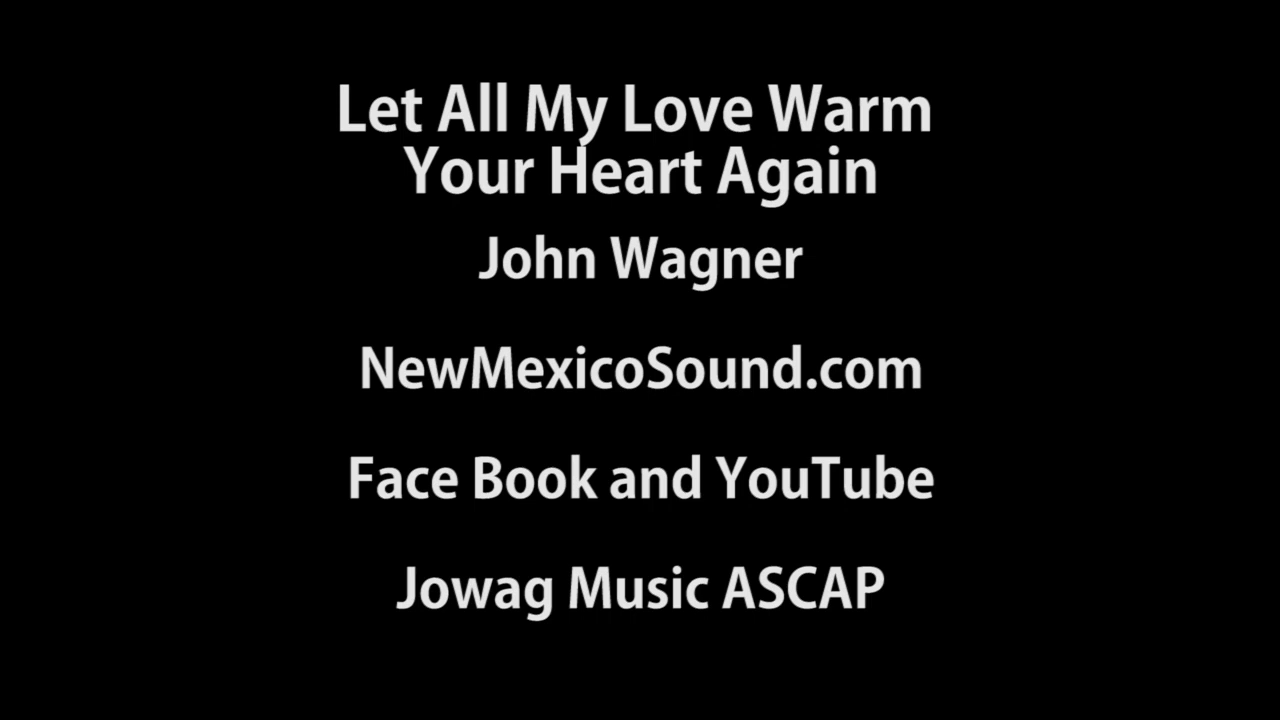 Let All My Love Warm
Your Heart Again
John Wagner
NewMexicoSound.com
Face Book and YouTube
Jowag Music ASCAP